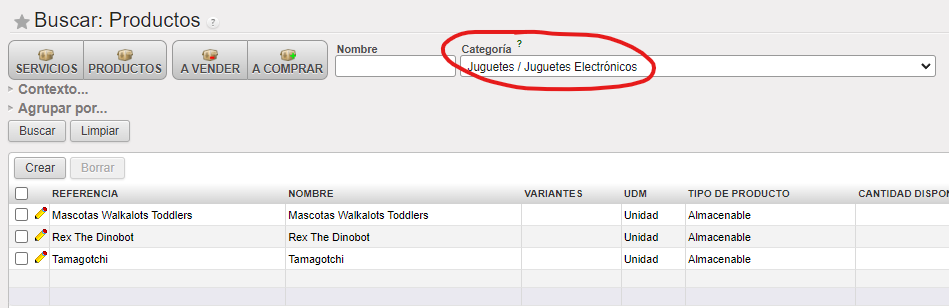 Buscar: Productos ?
SERVICIOS PRODUCTOS A VENDER A COMPRAR
Nombre
Categoría ?
Juguetes / Juguetes Electrónicos
Contexto...
Agrupar por...
Buscar Limpiar
Crear Borrar
REFERENCIA NOMBRE VARIANTES UDM TIPO DE PRODUCTO CANTIDAD DISPON
Mascotas Walkalots Toddlers Mascotas Walkalots Toddlers Unidad Almacenable
Rex The Dinobot Rex The Dinobot Unidad Almacenable
Tamagotchi Tamagotchi Unidad Almacenable